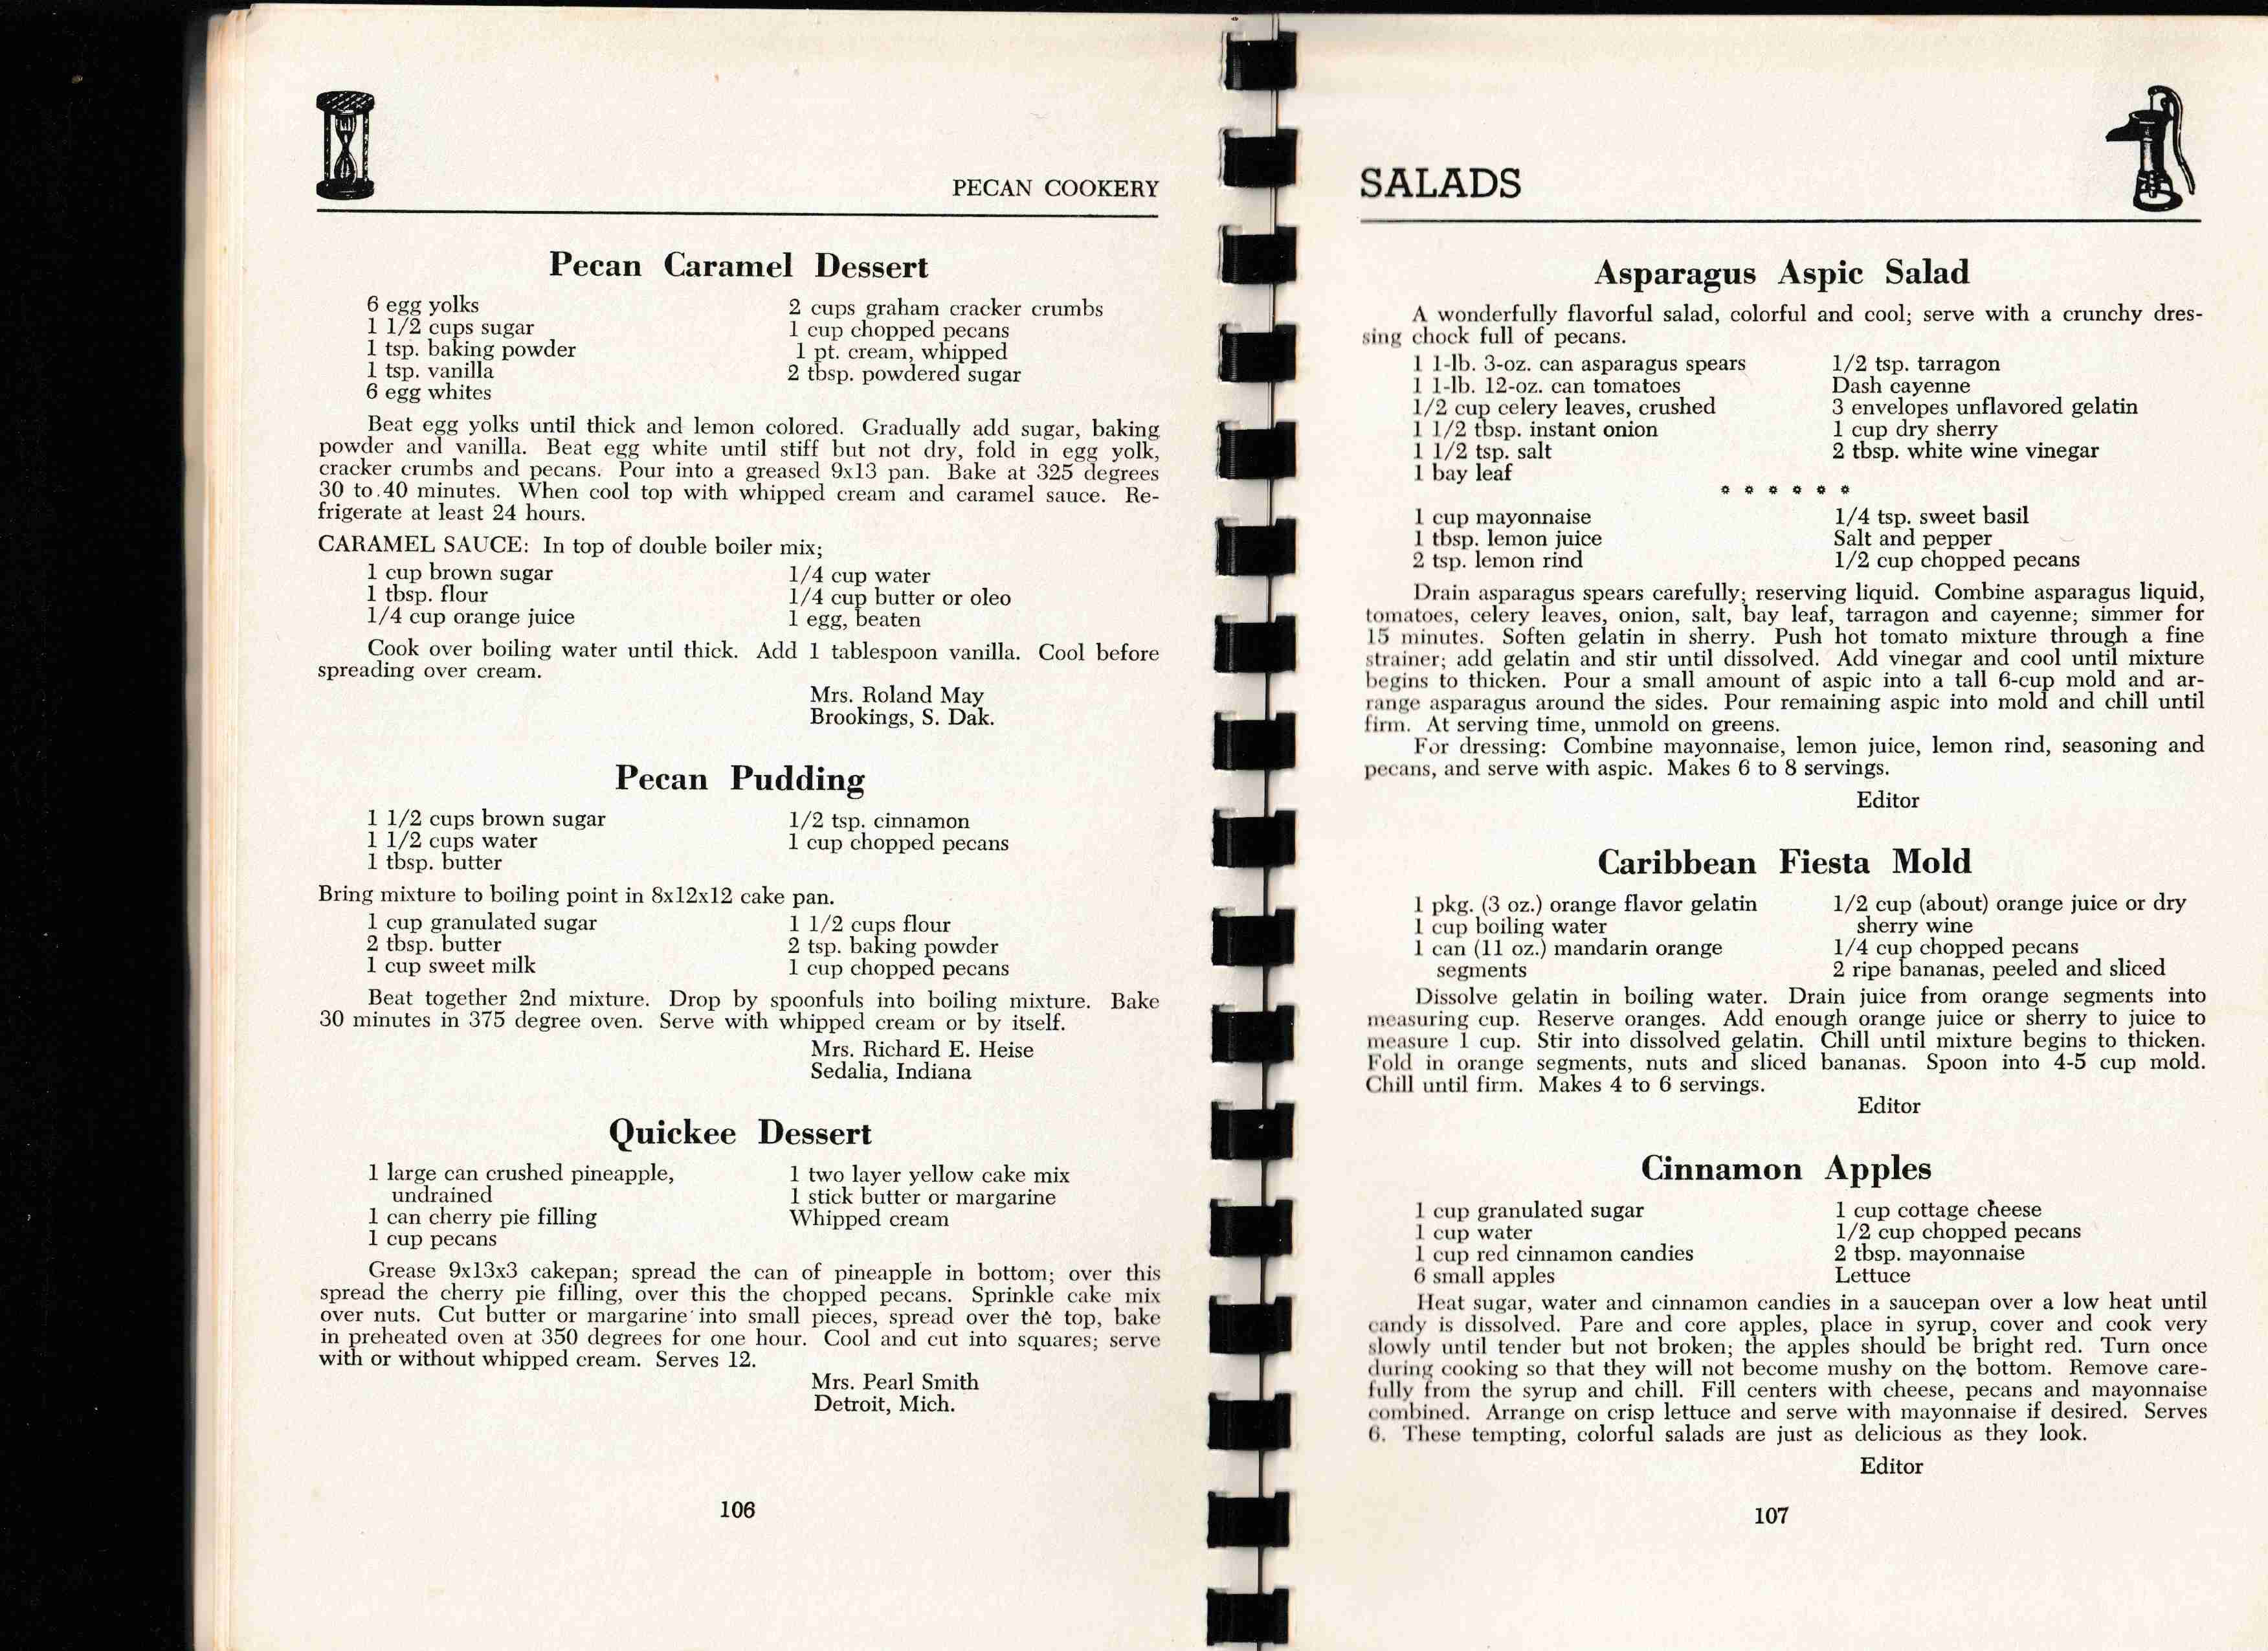 PECAN COOKERY
Pecan Caramel Dessert
6 egg yolks
1 1/2 cups sugar
1 tsp. baking powder
1 tsp. vanilla
6 egg whites
2 cups graham cracker crumbs
1 cup chopped pecans
1 pt. cream, whipped
2 tbsp. powdered sugar
Beat egg yolks until thick and lemon colored. Gradually add sugar, baking
powder and vanilla. Beat egg white until stiff but not dry, fold in egg yolk,
cracker crumbs and pecans. Pour into a greased 9x13 pan. Bake at 325 degrees
30 to 40 minutes. When cool top with whipped cream and caramel sauce. Re-
frigerate at least 24 hours.
CARAMEL SAUCE: In top of double boiler mix;
1 cup brown sugar
1 tbsp. flour
1/4 cup orange juice
1/4 cup water
1/4 cup butter or oleo
1 egg, beaten
Cook over boiling water until thick. Add 1 tablespoon vanilla. Cool before
spreading over cream.
Mrs. Roland May
Brookings, S. Dak.
Pecan Pudding
1 1/2 cups brown sugar
1 1/2 cups water
1 tbsp. butter
1/2 tsp. cinnamon
1 cup chopped pecans
Bring mixture to boiling point in 8x12x12 cake pan.
1 cup granulated sugar
2 tbsp. butter
1 cup sweet milk
1 1/2 cups flour
2 tsp. baking powder
1 cup chopped pecans
Beat together 2nd mixture. Drop by spoonfuls into boiling mixture. Bake
30 minutes in 375 degree oven. Serve with whipped cream or by itself.
Mrs. Richard E. Heise
Sedalia, Indiana
Quickee Dessert
1 large can crushed pineapple,
undrained
1 can cherry pie filling
1 cup pecans
1 two layer yellow cake mix
1 stick butter or margarine
Whipped cream
Grease 9x13x3 cakepan; spread the can of pineapple in bottom; over this
spread the cherry pie filling, over this the chopped pecans. Sprinkle cake mix
over nuts. Cut butter or margarine into small pieces, spread over the top, bake
in preheated oven at 350 degrees for one hour. Cool and cut into squares; serve
with or without whipped cream. Serves 12.
Mrs. Pearl Smith
Detroit, Mich.
106
SALADS
Asparagus Aspic Salad
A wonderfully flavorful salad, colorful and cool; serve with a crunchy dres-
sing chock full of pecans.
1 1-lb. 3-oz. can asparagus spears
1 1-lb. 12-oz. can tomatoes
1/2 cup celery leaves, crushed
1 1/2 tbsp. instant onion
1 1/2 tsp. salt
1 bay leaf
1/2 tsp. tarragon
Dash cayenne
3 envelopes unflavored gelatin
1 cup dry sherry
2 tbsp. white wine vinegar
* * * * * *
1 cup mayonnaise
1 tbsp. lemon juice
2 tsp. lemon rind
1/4 tsp. sweet basil
Salt and pepper
1/2 cup chopped pecans
Drain asparagus spears carefully; reserving liquid. Combine asparagus liquid,
tomatoes, celery leaves, onion, salt, bay leaf, tarragon and cayenne; simmer for
15 minutes. Soften gelatin in sherry. Push hot tomato mixture through a fine
strainer; add gelatin and stir until dissolved. Add vinegar and cool until mixture
begins to thicken. Pour a small amount of aspic into a tall 6-cup mold and ar-
range asparagus around the sides. Pour remaining aspic into mold and chill until
firm. At serving time, unmold on greens.
For dressing: Combine mayonnaise, lemon juice, lemon rind, seasoning and
pecans, and serve with aspic. Makes 6 to 8 servings.
Editor
Caribbean Fiesta Mold
1 pkg. (3 oz.) orange flavor gelatin
1 cup boiling water
1 can (11 oz.) mandarin orange
segments
1/2 cup (about) orange juice or dry
sherry wine
1/4 cup chopped pecans
2 ripe bananas, peeled and sliced
Dissolve gelatin in boiling water. Drain juice from orange segments into
measuring cup. Reserve oranges. Add enough orange juice or sherry to juice to
measure 1 cup. Stir into dissolved gelatin. Chill until mixture begins to thicken.
Fold in orange segments, nuts and sliced bananas. Spoon into 4-5 cup mold.
Chill until firm. Makes 4 to 6 servings.
Editor
Cinnamon Apples
1 cup granulated sugar
1 cup water
1 cup red cinnamon candies
6 small apples
1 cup cottage cheese
1/2 cup chopped pecans
2 tbsp. mayonnaise
Lettuce
Heat sugar, water and cinnamon candies in a saucepan over a low heat until
candy is dissolved. Pare and core apples, place in syrup, cover and cook very
slowly until tender but not broken; the apples should be bright red. Turn once
during cooking so that they will not become mushy on the bottom. Remove care-
fully from the syrup and chill. Fill centers with cheese, pecans and mayonnaise
combined. Arrange on crisp lettuce and serve with mayonnaise if desired. Serves
6. These tempting, colorful salads are just as delicious as they look.
Editor
107